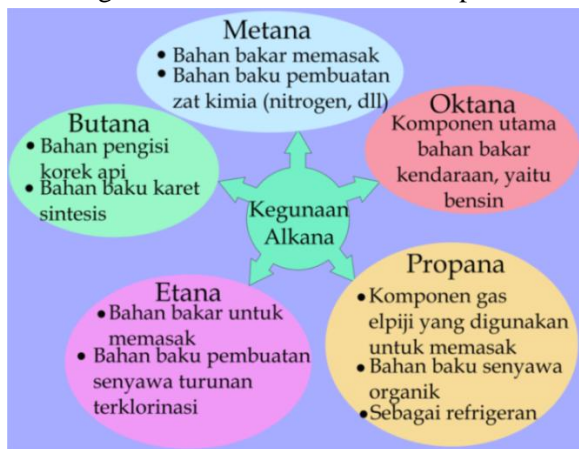 Metana
• Bahan bakar memasak
• Bahan baku pembuatan
zat kimia (nitrogen, dll)
Oktana
Komponen utama
bahan bakar
kendaraan, yaitu
bensin
Butana
• Bahan pengisi
korek api
• Bahan baku karet
sintesis
Kegunaan
Alkana
Etana
• Bahan bakar untuk
memasak
• Bahan baku pembuatan
senyawa turunan
terklorinasi
Propana
• Komponen gas
elpiji yang digunakan
untuk memasak
• Bahan baku senyawa
organik
• Sebagai refrigeran